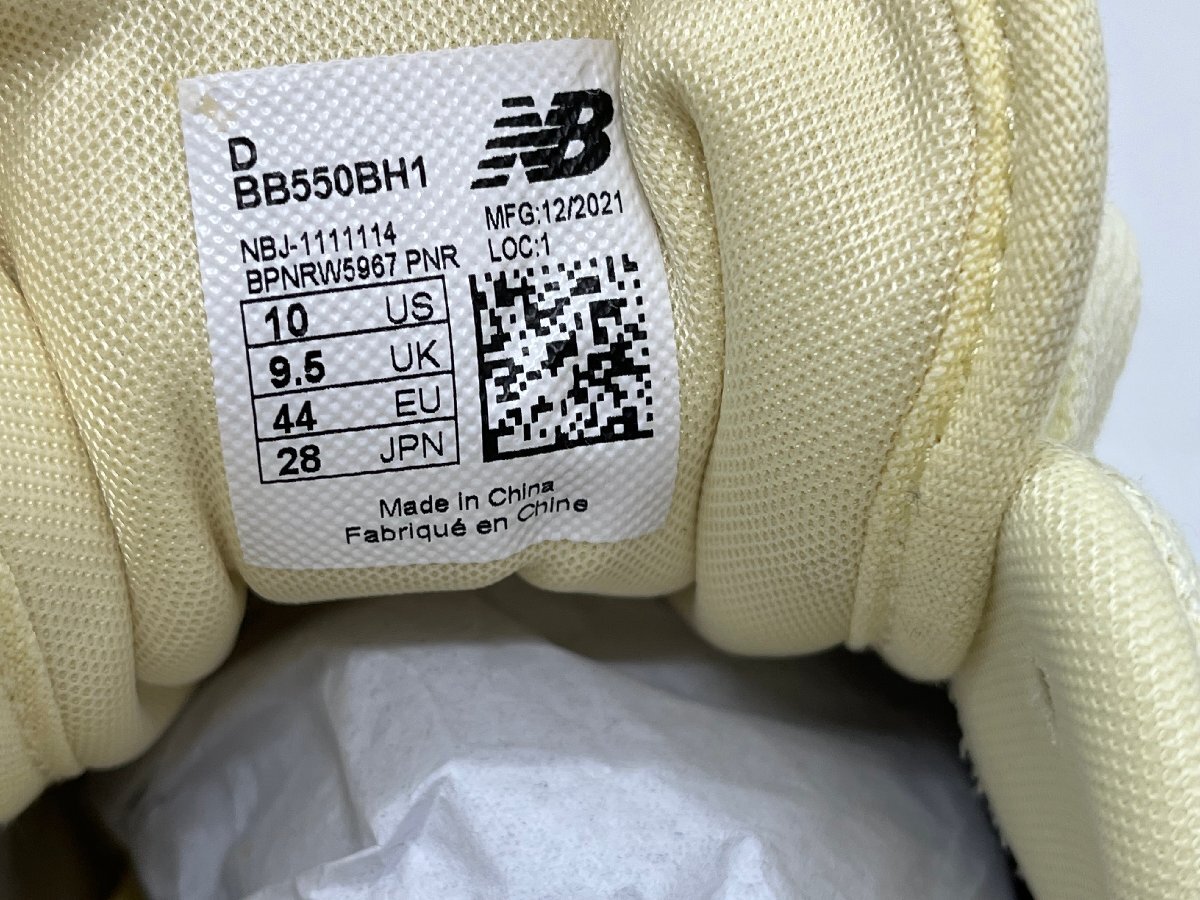 D
BB550BH1
NB
MFG:12/2021
LOC:1
NBJ-1111114
BPNRW5967 PNR
10 US
9.5 UK
44 EU
28 JPN
Made in China
Fabriqué en Chine